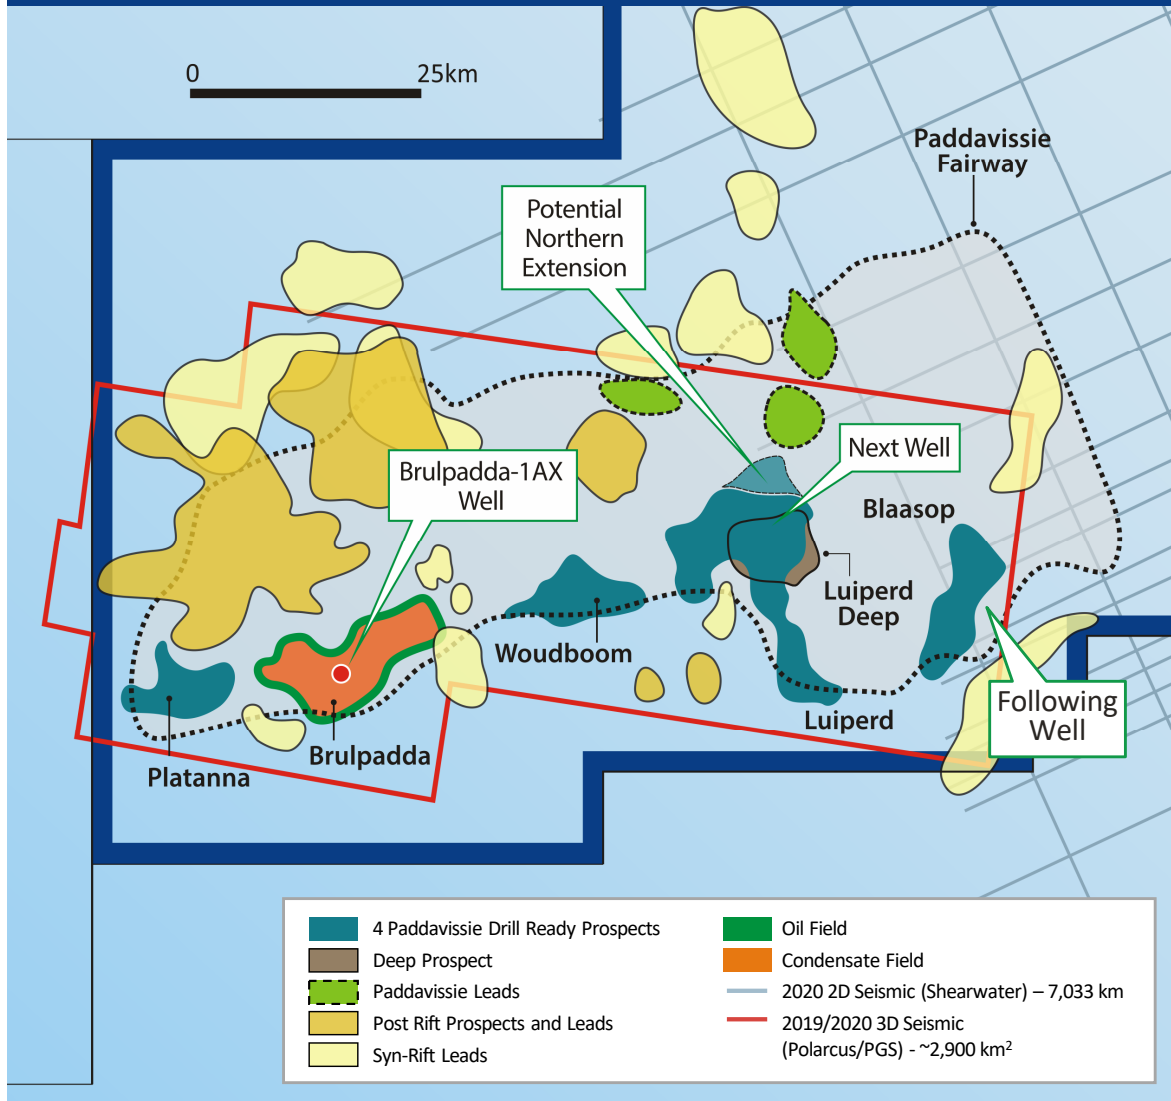 0
25km
Paddavissie
Fairway
Potential
Northern
Extension
Next Well
Brulpadda-1AX
Well
Blaasop
Luiperd
Deep
Woudboom
Following
Well
Luiperd
Brulpadda
Platanna
4 Paddavissie Drill Ready Prospects
Deep Prospect
Paddavissie Leads
Post Rift Prospects and Leads
Syn-Rift Leads
Oil Field
Condensate Field
2020 2D Seismic (Shearwater) – 7,033 km
2019/2020 3D Seismic
(Polarcus/PGS) - ~2,900 km²